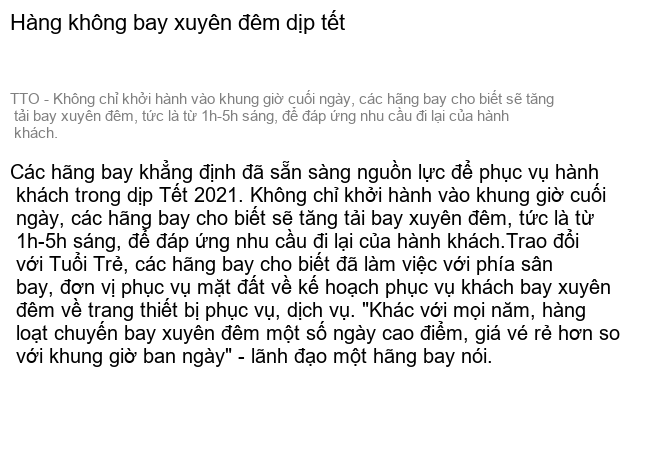 Hàng không bay xuyên đêm dịp tết
TTO - Không chỉ khởi hành vào khung giờ cuối ngày, các hãng bay cho biết sẽ tăng
tải bay xuyên đêm, tức là từ 1h-5h sáng, để đáp ứng nhu cầu đi lại của hành
khách.
Các hãng bay khẳng định đã sẵn sàng nguồn lực để phục vụ hành
khách trong dịp Tết 2021. Không chỉ khởi hành vào khung giờ cuối
ngày, các hãng bay cho biết sẽ tăng tải bay xuyên đêm, tức là từ
1h-5h sáng, để đáp ứng nhu cầu đi lại của hành khách.Trao đổi
với Tuổi Trẻ, các hãng bay cho biết đã làm việc với phía sân
bay, đơn vị phục vụ mặt đất về kế hoạch phục vụ khách bay xuyên
đêm về trang thiết bị phục vụ, dịch vụ. "Khác với mọi năm, hàng
loạt chuyến bay xuyên đêm một số ngày cao điểm, giá vé rẻ hơn so
với khung giờ ban ngày" - lãnh đạo một hãng bay nói.